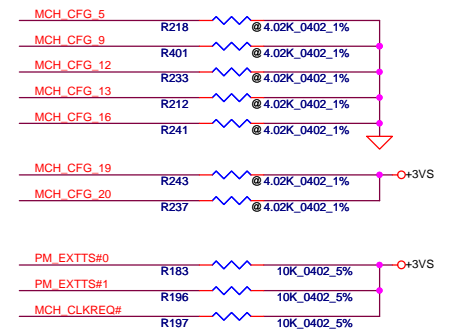 MCH_CFG_5
R218 @ 4.02K_0402_1%
MCH_CFG_9
R401 @ 4.02K_0402_1%
MCH_CFG_12
R233 @ 4.02K_0402_1%
MCH_CFG_13
R212 @ 4.02K_0402_1%
MCH_CFG_16
R241 @ 4.02K_0402_1%
MCH_CFG_19
+3VS
R243 @ 4.02K_0402_1%
MCH_CFG_20
R237 @ 4.02K_0402_1%
PM_EXTTS#0
+3VS
R183 10K_0402_5%
PM_EXTTS#1
R196 10K_0402_5%
MCH_CLKREQ#
R197 10K_0402_5%